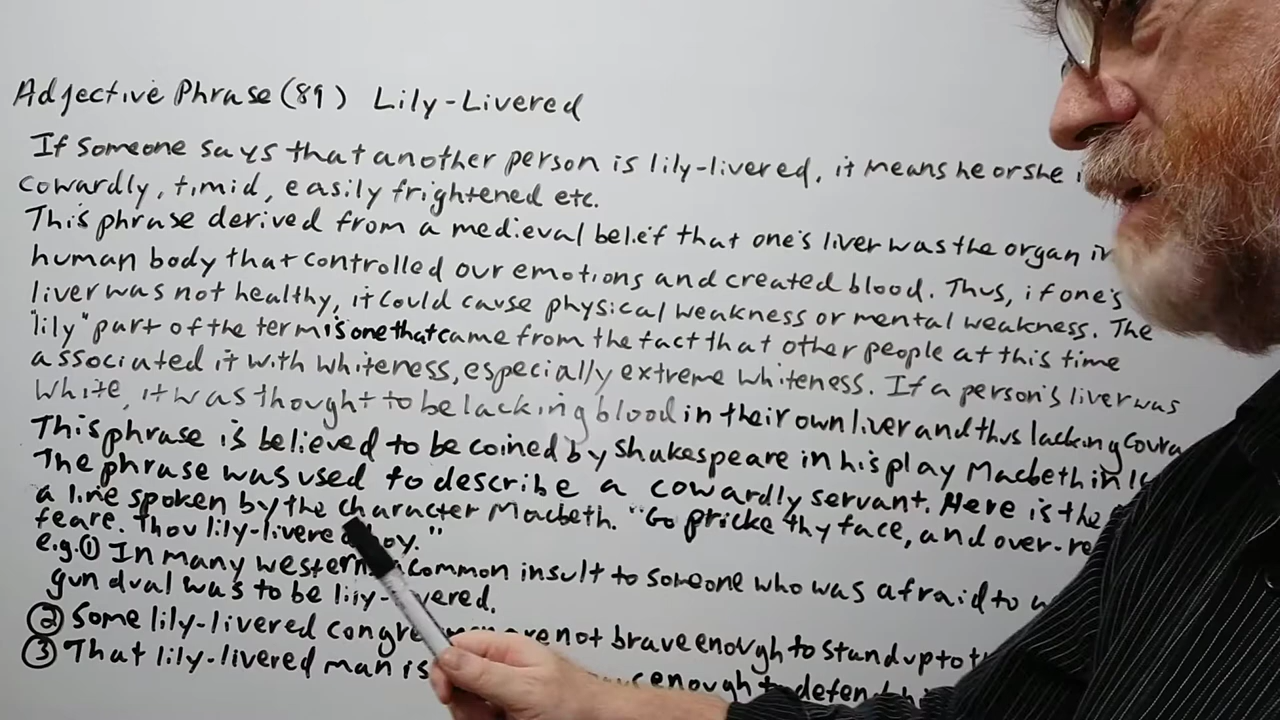 Adjective Phrase (89) Lily-Livered
If someone says that another person is lily-livered, it means he or she
cowardly, timid, easily frightened etc.
This phrase derived from a medieval belief that one's liver was the organ
human body that controlled our emotions and created blood. Thus, if one's
liver was not healthy, it could cause physical weakness or mental weakness. The
"lily" part of the term is one that came from the fact that other people at this time
associated it with whiteness, especially extreme whiteness. If a person's liver was
white, it was thought to be lacking blood in their own liver and thus lacking
This phrase is believed to be coined by Shakespeare in his play Macbeth in
The phrase was used to describe a cowardly servant. Here is the
a line spoken by the character Macbeth. "Go pricke thy face, and over-re
feare. Thou lily-livere boy."
e.g. ① In many western common insult to someone who was afraid to
gun dual was to be lily-livered.
② Some lily-livered are not brave enough to stand up to
③ That lily-livered man is enough to defend